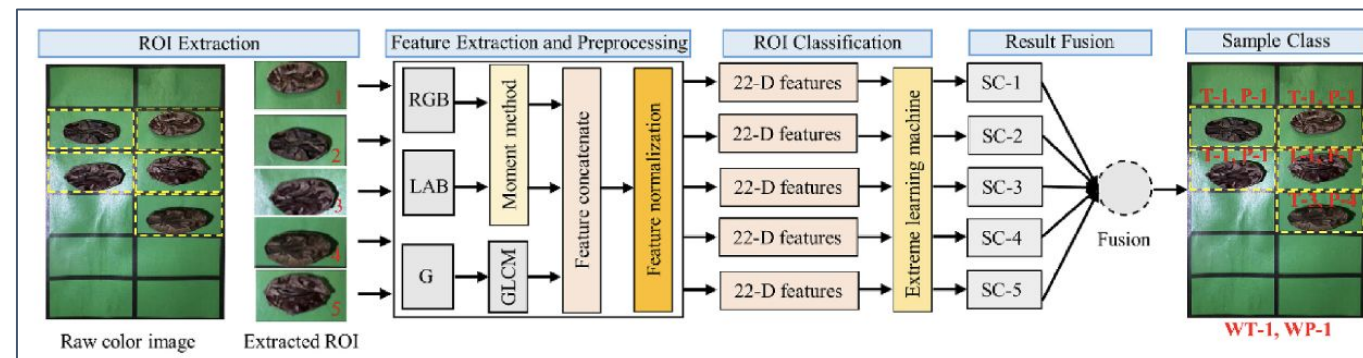 ROI Extraction
Feature Extraction and Preprocessing
ROI Classification
Result Fusion
Sample Class
1
2
3
4
5
RGB
LAB
G
Moment method
GLCM
Feature concatenate
Feature normalization
22-D features
22-D features
22-D features
22-D features
22-D features
Extreme learning machine
SC-1
SC-2
SC-3
SC-4
SC-5
Fusion
T-1, P-1
T-1, P-1
T-1, P-1
T-1, P-1
T-3, P-4
Raw color image
Extracted ROI
WT-1, WP-1